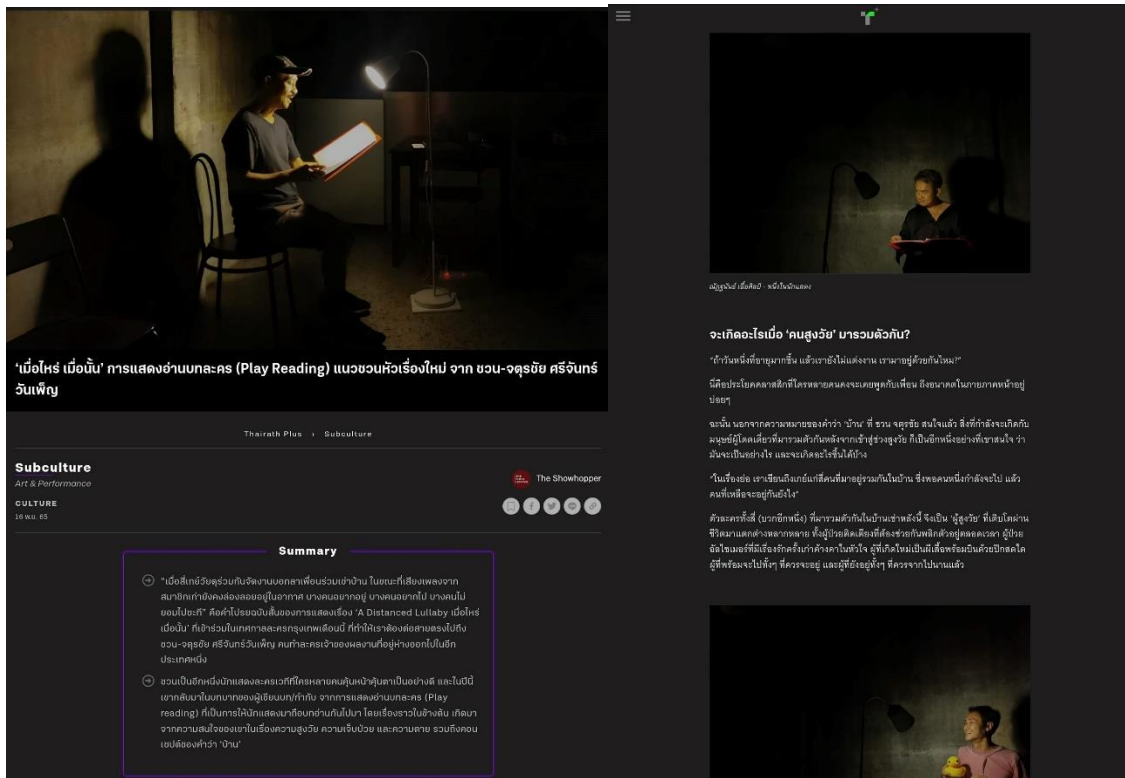 'เมื่อไหร่ เมื่อนั้น' การแสดงอ่านบทละคร (Play Reading) แนวชวนหัวเรื่องใหม่ จาก ชวน-จตุรชัย ศรีจันทร์
วันเพ็ญ
Thairath Plus › Subculture
Subculture
Art & Performance
The Showhopper
CULTURE
16 พ.ย. 65
Summary
"เมื่อสี่เกย์วัยดุร่วมกันจัดงานบอกลาเพื่อนร่วมเช่าบ้าน ในขณะที่เสียงเพลงจาก
สมาชิกเก่ายังคงล่องลอยอยู่ในอากาศ บางคนอยากอยู่ บางคนอยากไป บางคนไม่
ยอมไปซะที" คือคำโปรยฉบับสั้นของการแสดงเรื่อง 'A Distanced Lullaby เมื่อไหร่
เมื่อนั้น' ที่เข้าร่วมในเทศกาลละครกรุงเทพเดือนนี้ ที่ทำให้เราต้องต่อสายตรงไปถึง
ชวน-จตุรชัย ศรีจันทร์วันเพ็ญ คนทำละครเจ้าของผลงานที่อยู่ห่างออกไปในอีก
ประเทศหนึ่ง
ชวนเป็นอีกหนึ่งนักแสดงละครเวทีที่ใครหลายคนคุ้นหน้าคุ้นตาเป็นอย่างดี และในปีนี้
เขากลับมาในบทบาทของผู้เขียนบท/กำกับ จากการแสดงอ่านบทละคร (Play
reading) ที่เป็นการให้นักแสดงมาถือบทอ่านกันไปมา โดยเรื่องราวในข้างต้น เกิดมา
จากความสนใจของเขาในเรื่องความสูงวัย ความเจ็บป่วย และความตาย รวมถึงคอน
เซปต์ของคำว่า 'บ้าน'
ณัฏฐนันธ์ เชื้อศิลป์ - หนึ่งในนักแสดง
จะเกิดอะไรเมื่อ 'คนสูงวัย' มารวมตัวกัน?
"ถ้าวันหนึ่งที่อายุมากขึ้น แล้วเรายังไม่แต่งงาน เรามาอยู่ด้วยกันไหม?"
นี่คือประโยคคลาสสิกที่ใครหลายคนคงจะเคยพูดกับเพื่อน ถึงอนาคตในภายภาคหน้าอยู่
บ่อยๆ
ฉะนั้น นอกจากความหมายของคำว่า 'บ้าน' ที่ ชวน จตุรชัย สนใจแล้ว สิ่งที่กำลังจะเกิดกับ
มนุษย์ผู้โดดเดี่ยวที่มารวมตัวกันหลังจากเข้าสู่ช่วงสูงวัย ก็เป็นอีกหนึ่งอย่างที่เขาสนใจ ว่า
มันจะเป็นอย่างไร และจะเกิดอะไรขึ้นได้บ้าง
"ในเรื่องย่อ เราเขียนถึงเกย์แก่สี่คนที่มาอยู่รวมกันในบ้าน ซึ่งพอคนหนึ่งกำลังจะไป แล้ว
คนที่เหลือจะอยู่กันยังไง"
ตัวละครทั้งสี่ (บวกอีกหนึ่ง) ที่มารวมตัวกันในบ้านเช่าหลังนี้ จึงเป็น 'ผู้สูงวัย' ที่เติบโตผ่าน
ชีวิตมาแตกต่างหลากหลาย ทั้งผู้ป่วยติดเตียงที่ต้องช่วยกันพลิกตัวอยู่ตลอดเวลา ผู้ป่วย
อัลไซเมอร์ที่มีเรื่องรักครั้งเก่าค้างคาในหัวใจ ผู้ที่เกิดใหม่เป็นผีเสื้อพร้อมบินด้วยปีกสดใส
ผู้ที่พร้อมจะไปทั้งๆ ที่ควรจะอยู่ และผู้ที่ยังอยู่ทั้งๆ ที่ควรจากไปนานแล้ว